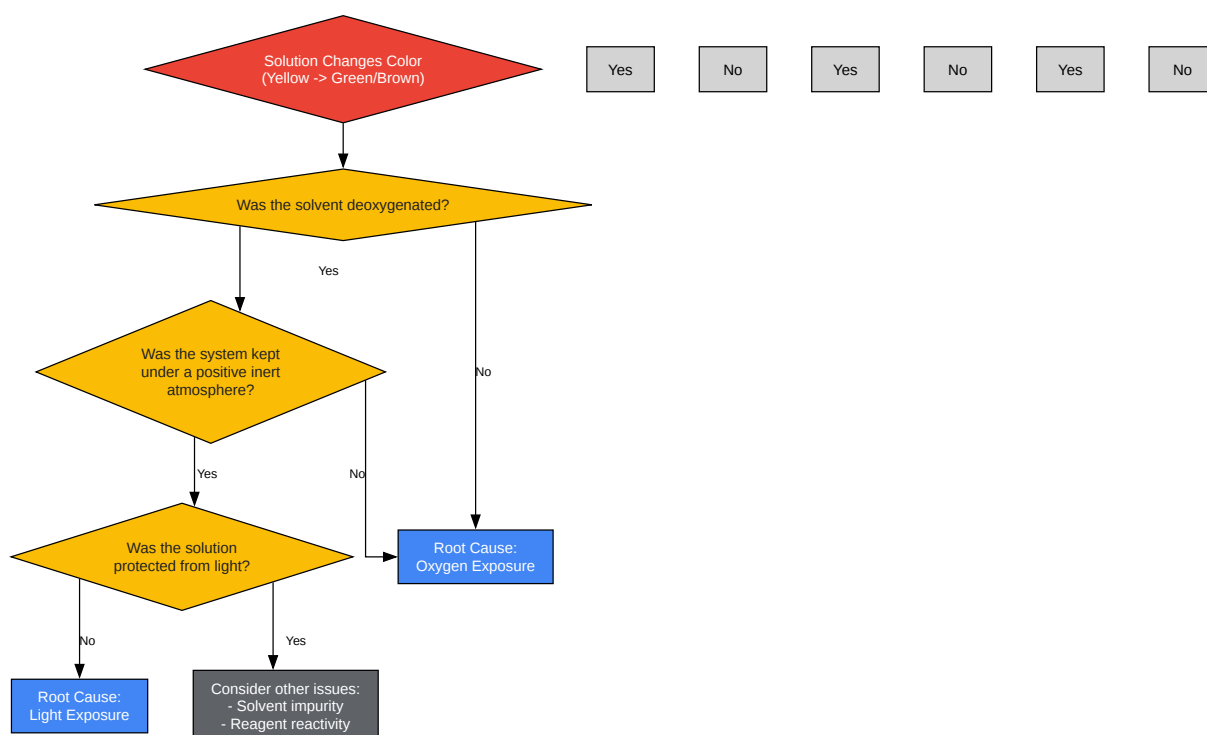 Solution Changes Color
(Yellow -> Green/Brown)
Yes
No
Yes
No
Yes
No
Was the solvent deoxygenated?
Yes
Was the system kept
under a positive inert
atmosphere?
No
Yes
No
Was the solution
protected from light?
Root Cause:
Oxygen Exposure
No
Yes
Root Cause:
Light Exposure
Consider other issues:
- Solvent impurity
- Reagent reactivity